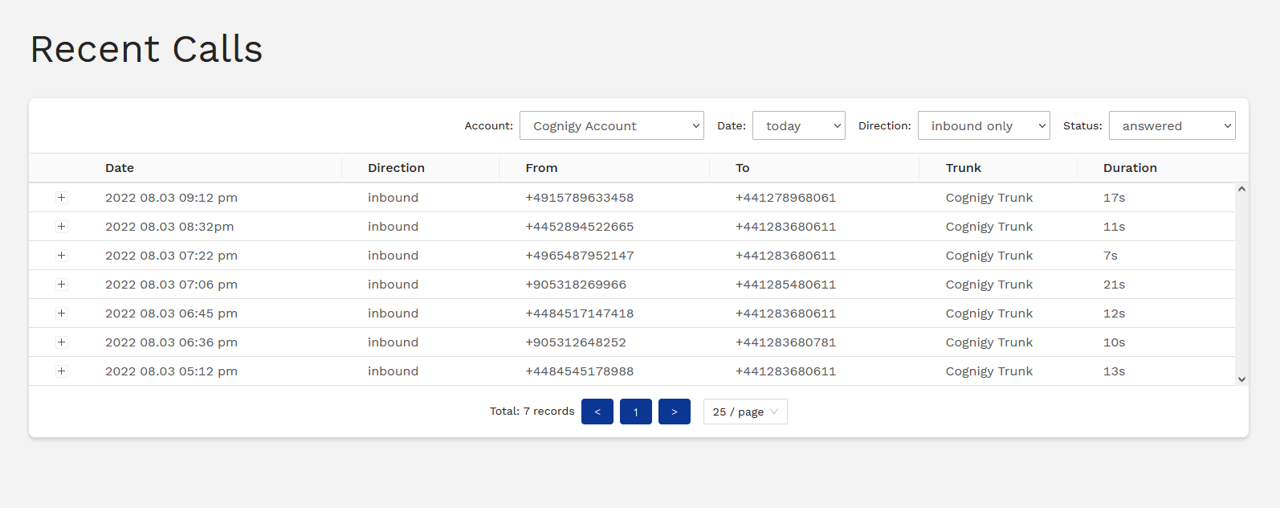 Recent Calls
Account: Cognigy Account Date: today Direction: inbound only Status: answered
Date Direction From To Trunk Duration
+ 2022 08.03 09:12 pm inbound +4915789633458 +441278968061 Cognigy Trunk 17s
+ 2022 08.03 08:32pm inbound +4452894522665 +441283680611 Cognigy Trunk 11s
+ 2022 08.03 07:22 pm inbound +4965487952147 +441283680611 Cognigy Trunk 7s
+ 2022 08.03 07:06 pm inbound +905318269966 +441285480611 Cognigy Trunk 21s
+ 2022 08.03 06:45 pm inbound +4484517147418 +441283680611 Cognigy Trunk 12s
+ 2022 08.03 06:36 pm inbound +905312648252 +441283680781 Cognigy Trunk 10s
+ 2022 08.03 05:12 pm inbound +4484545178988 +441283680611 Cognigy Trunk 13s
Total: 7 records < 1 > 25 / page